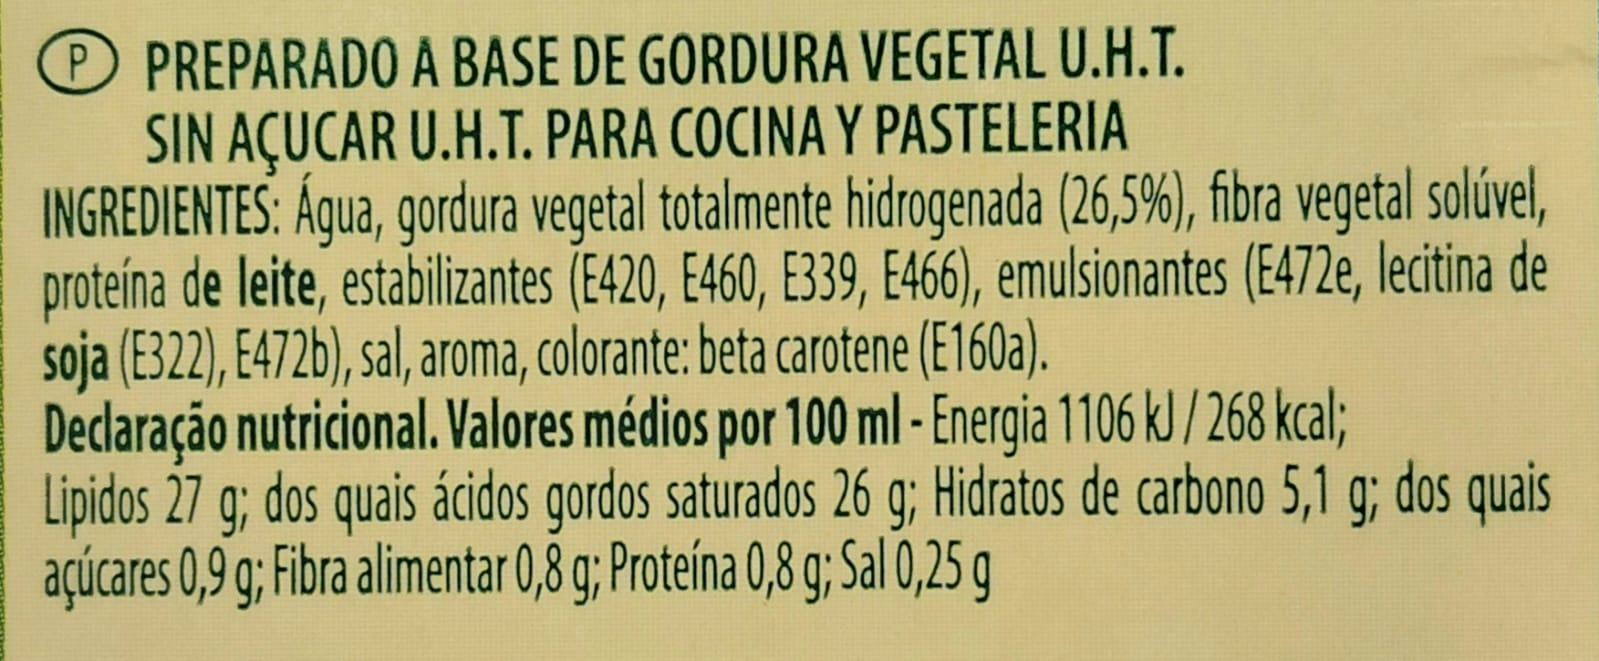 P PREPARADO A BASE DE GORDURA VEGETAL U.H.T.
SIN AÇUCAR U.H.T. PARA COCINA Y PASTELERIA
INGREDIENTES: Água, gordura vegetal totalmente hidrogenada (26,5%), fibra vegetal solúvel,
proteína de leite, estabilizantes (E420, E460, E339, E466), emulsionantes (E472e, lecitina de
soja (E322), E472b), sal, aroma, colorante: beta carotene (E160a).
Declaração nutricional. Valores médios por 100 ml - Energia 1106 kJ / 268 kcal;
Lipidos 27 g; dos quais ácidos gordos saturados 26 g; Hidratos de carbono 5,1 g; dos quais
açúcares 0,9 g; Fibra alimentar 0,8 g; Proteína 0,8 g; Sal 0,25 g